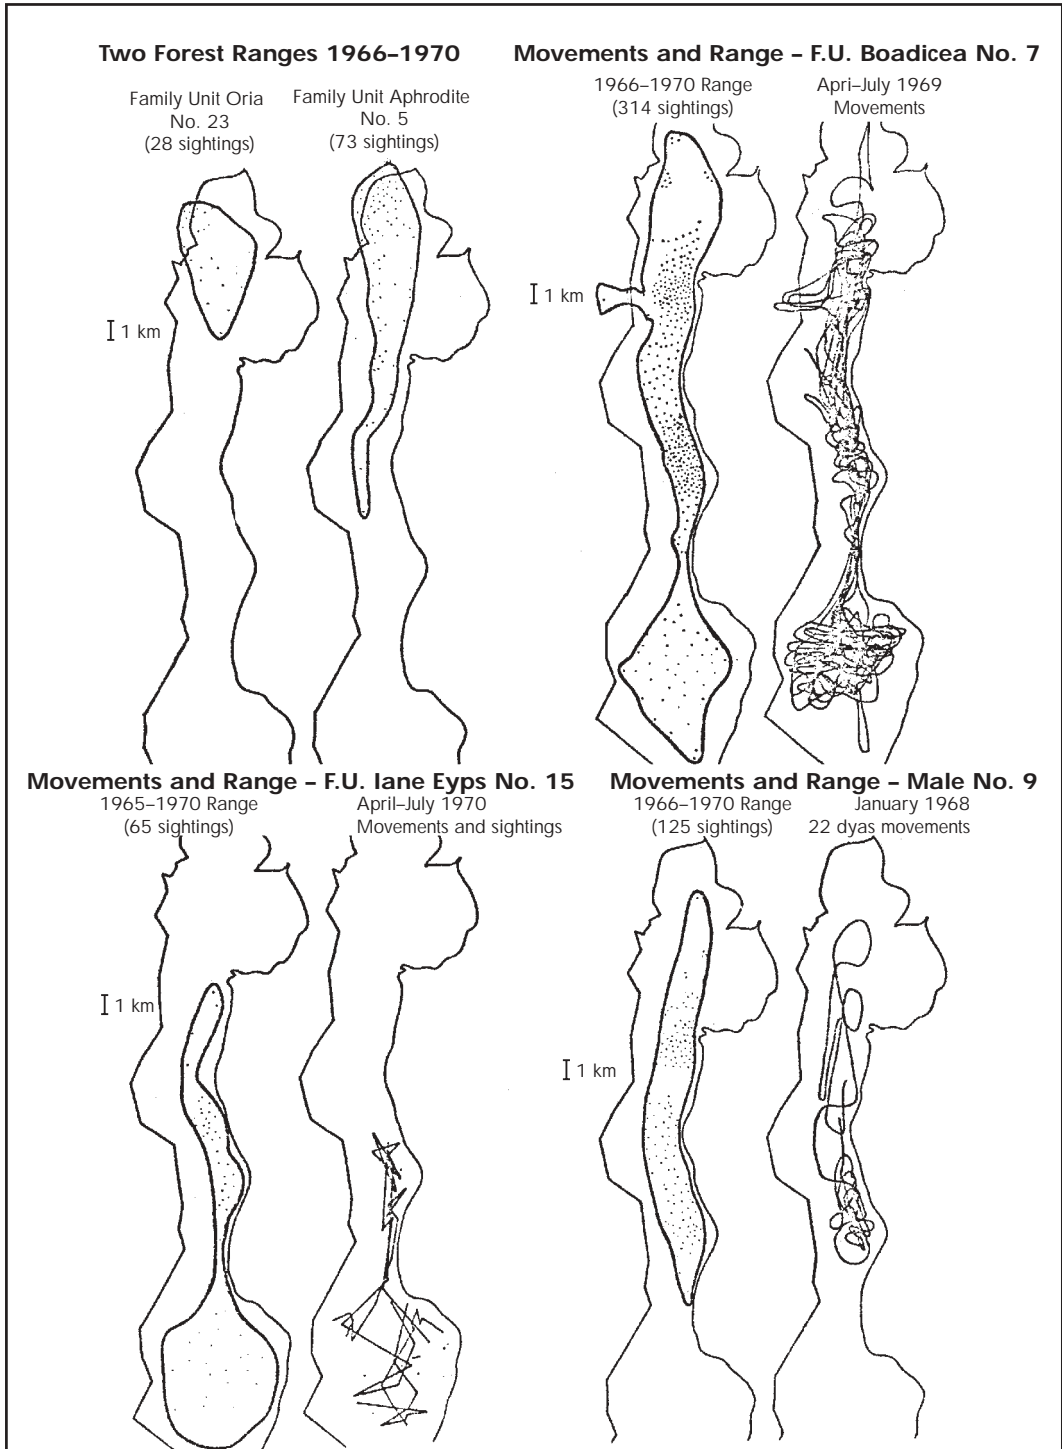 Two Forest Ranges 1966–1970
Family Unit Oria
No. 23
(28 sightings)
Family Unit Aphrodite
No. 5
(73 sightings)
1 km
Movements and Range – F.U. Boadicea No. 7
1966–1970 Range
(314 sightings)
Apri–July 1969
Movements
1 km
Movements and Range – F.U. Iane Eyps No. 15
1965–1970 Range
(65 sightings)
April–July 1970
Movements and sightings
1 km
Movements and Range – Male No. 9
1966–1970 Range
(125 sightings)
January 1968
22 dyas movements
1 km